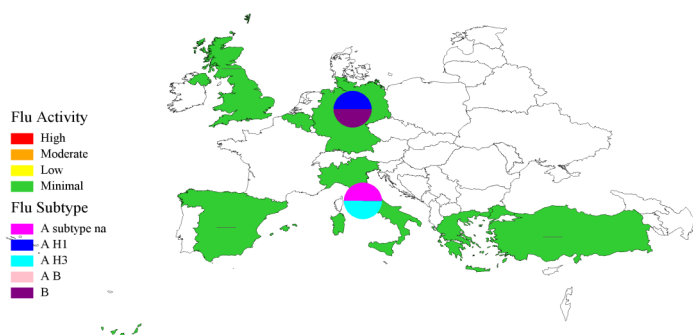 Flu Activity
High
Moderate
Low
Minimal
Flu Subtype
A subtype na
A H1
A H3
A B
B